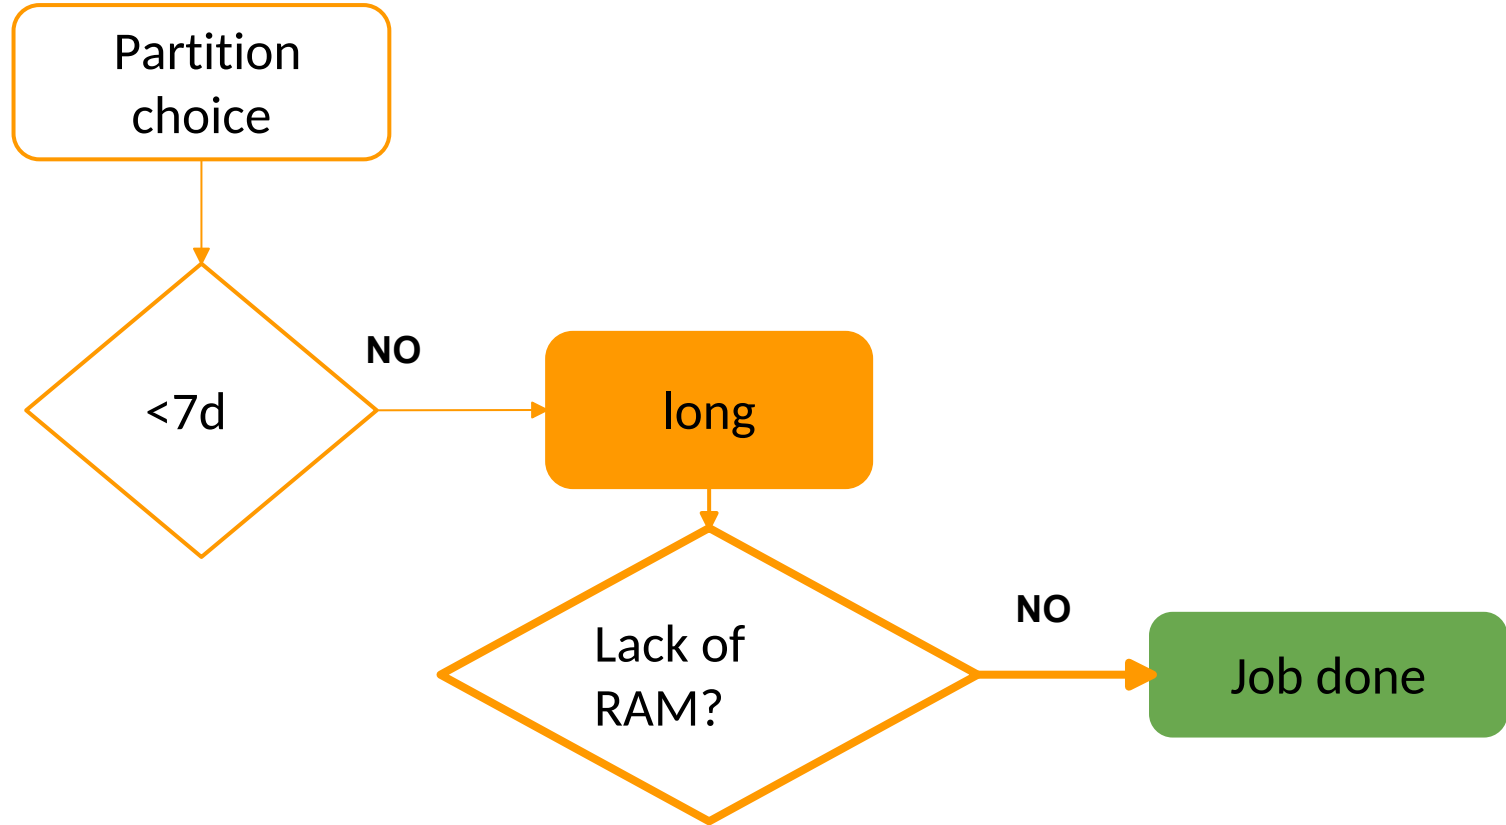 Partition
choice
NO
<7d
long
NO
Lack of
RAM?
Job done